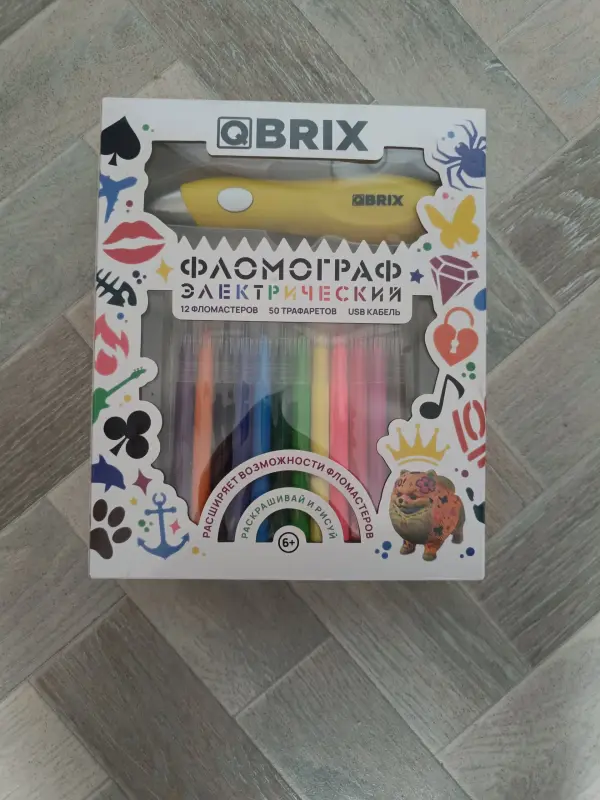 QBRIX
QBRIX
ФЛОМОГРАФ
ЭЛЕКТРИЧЕСКИЙ
12 ФЛОМАСТЕРОВ 50 ТРАФАРЕТОВ USB КАБЕЛЬ
РАСШИРЯЕТ ВОЗМОЖНОСТИ ФЛОМАСТЕРОВ
РАСКРАШИВАЙ И РИСУЙ
6+